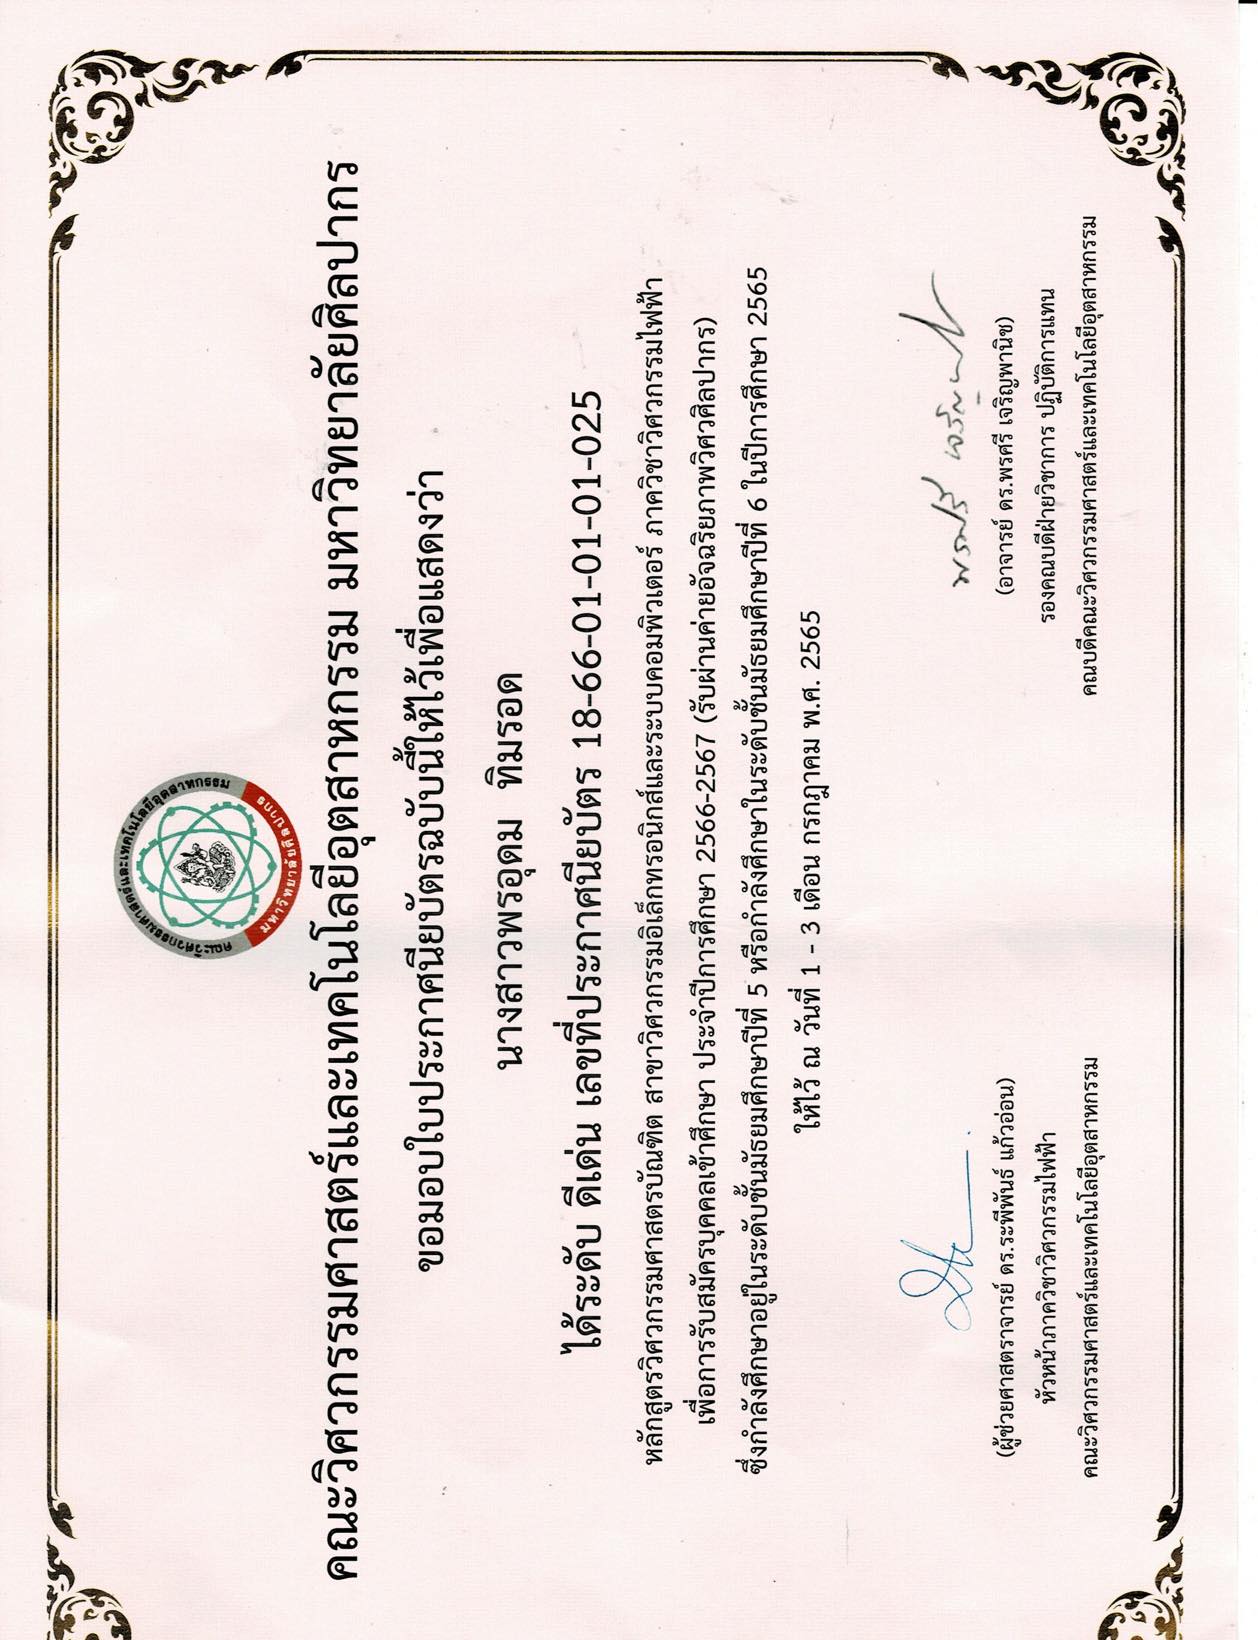 คณะวิศวกรรมศาสตร์และเทคโนโลยีอุตสาหกรรม
มหาวิทยาลัยศิลปากร
คณะวิศวกรรมศาสตร์และเทคโนโลยีอุตสาหกรรม มหาวิทยาลัยศิลปากร
ขอมอบใบประกาศนียบัตรฉบับนี้ให้ไว้เพื่อแสดงว่า
นางสาวพรอุดม ทิมรอด
ได้ระดับ ดีเด่น เลขที่ประกาศนียบัตร 18-66-01-01-01-025
หลักสูตรวิศวกรรมศาสตรบัณฑิต สาขาวิศวกรรมอิเล็กทรอนิกส์และระบบคอมพิวเตอร์ ภาควิชาวิศวกรรมไฟฟ้า
เพื่อการรับสมัครบุคคลเข้าศึกษา ประจำปีการศึกษา 2566-2567 (รับผ่านค่ายอัจฉริยภาพวิศวศิลปากร)
ซึ่งกำลังศึกษาอยู่ในระดับชั้นมัธยมศึกษาปีที่ 5 หรือกำลังศึกษาในระดับชั้นมัธยมศึกษาปีที่ 6 ในปีการศึกษา 2565
ให้ไว้ ณ วันที่ 1 - 3 เดือน กรกฎาคม พ.ศ. 2565
พรศรี เจริญพานิช
(ผู้ช่วยศาสตราจารย์ ดร.ระพีพันธ์ แก้วอ่อน)
หัวหน้าภาควิชาวิศวกรรมไฟฟ้า
คณะวิศวกรรมศาสตร์และเทคโนโลยีอุตสาหกรรม
(อาจารย์ ดร.พรศรี เจริญพานิช)
รองคณบดีฝ่ายวิชาการ ปฏิบัติการแทน
คณบดีคณะวิศวกรรมศาสตร์และเทคโนโลยีอุตสาหกรรม